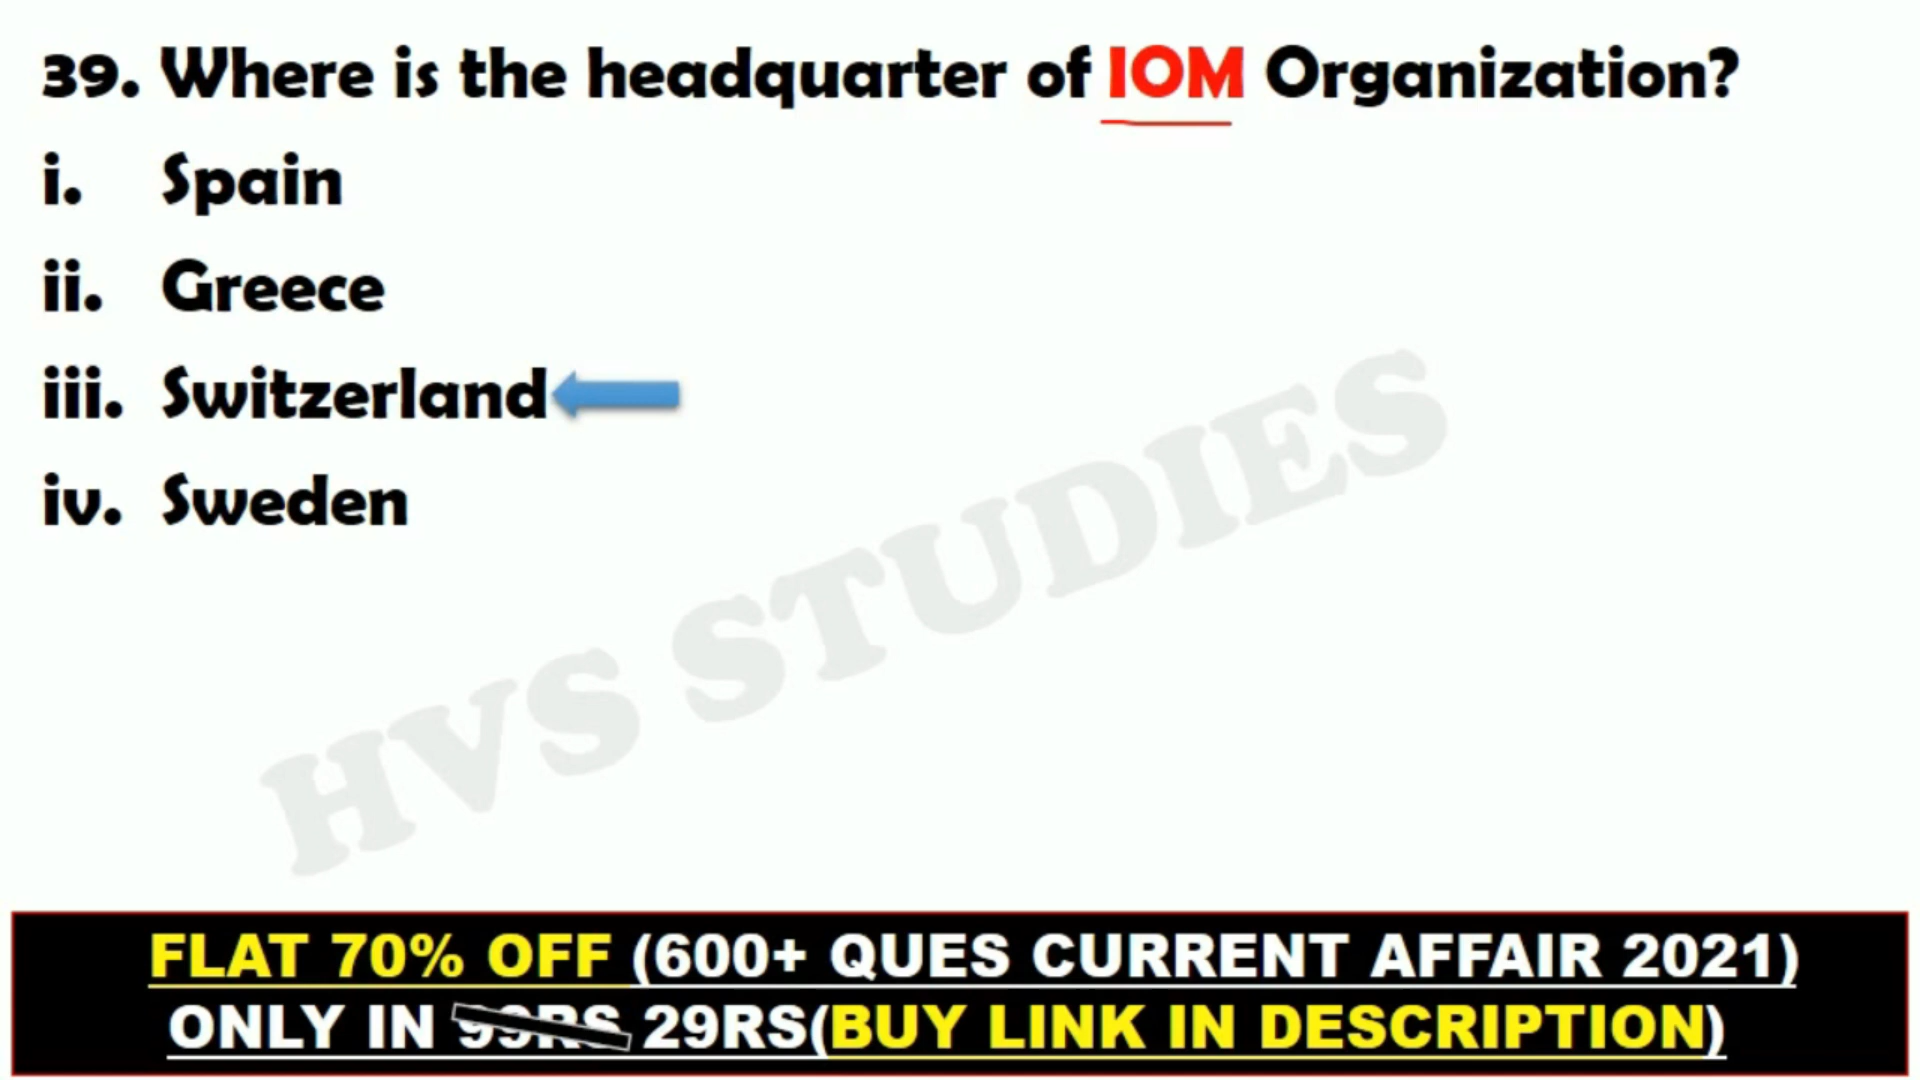 39. Where is the headquarter of IOM Organization?
i. Spain
ii. Greece
iii. Switzerland
iv. Sweden
HVS STUDIES
FLAT 70% OFF (600+ QUES CURRENT AFFAIR 2021)
ONLY IN 99RS 29RS(BUY LINK IN DESCRIPTION)